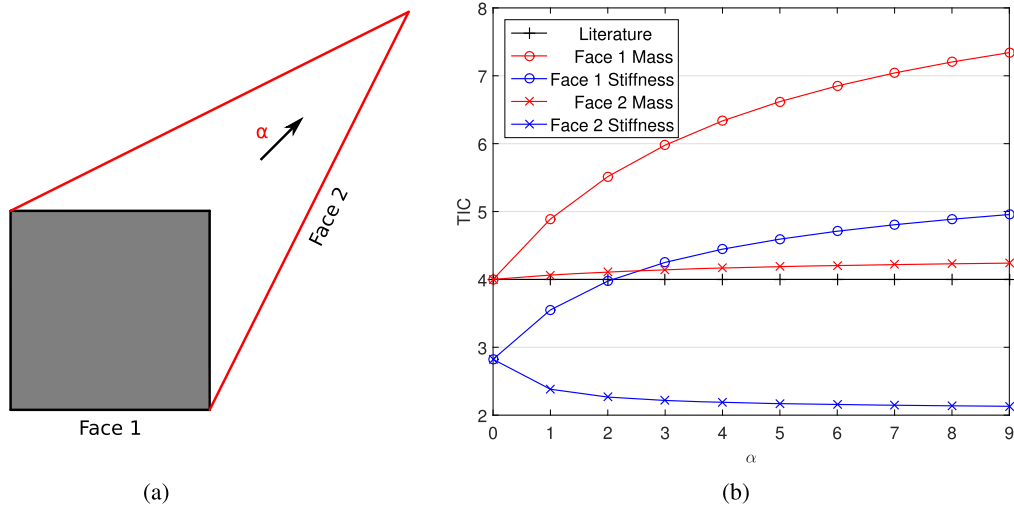 α
Face 2
Face 1
(a)
8
7
6
5
4
3
2
TIC
Literature
Face 1 Mass
Face 1 Stiffness
Face 2 Mass
Face 2 Stiffness
0 1 2 3 4 5 6 7 8 9
α
(b)